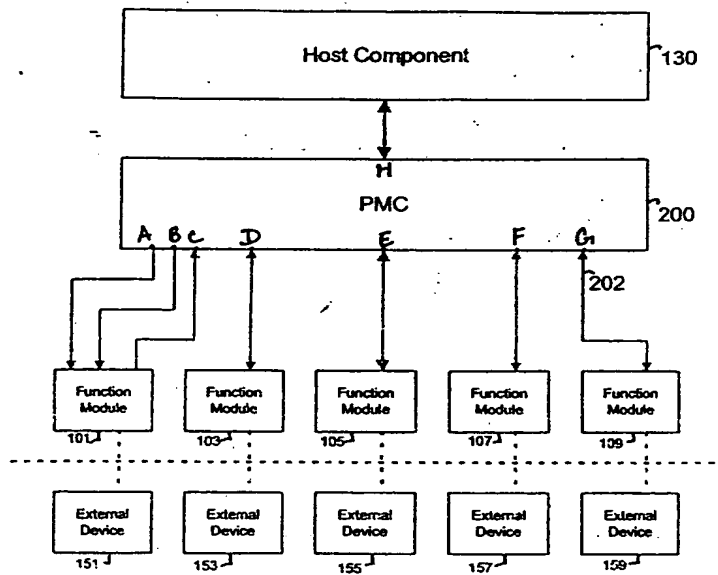 Host Component
130
H
PMC
200
A B C D E F G
202
Function Module
Function Module
Function Module
Function Module
Function Module
101 103 105 107 109
External Device
External Device
External Device
External Device
External Device
151 153 155 157 159